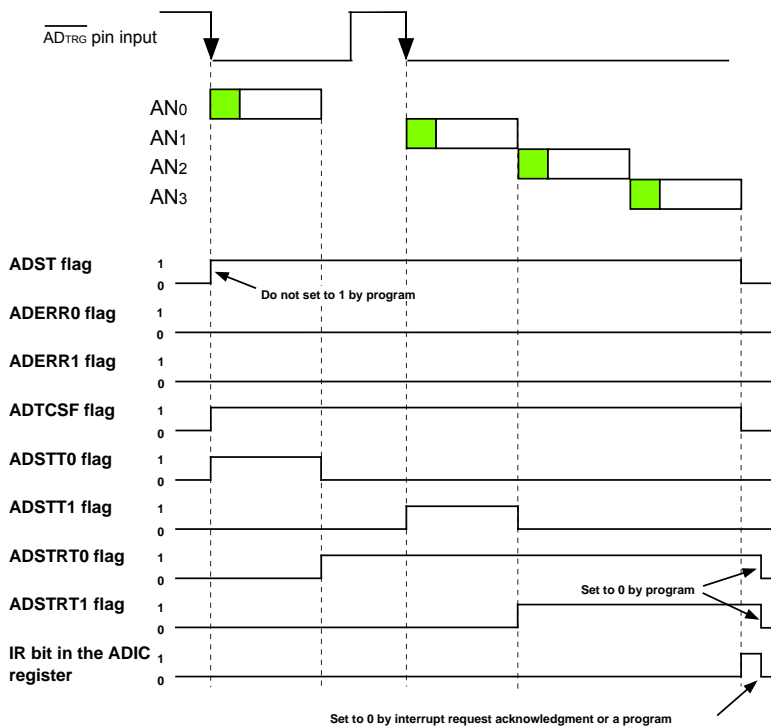 ADTRG pin input
AN0
AN1
AN2
AN3
ADST flag
1
0
Do not set to 1 by program
ADERR0 flag
1
0
ADERR1 flag
1
0
ADTCSF flag
1
0
ADSTT0 flag
1
0
ADSTT1 flag
1
0
ADSTRT0 flag
1
0
Set to 0 by program
ADSTRT1 flag
1
0
IR bit in the ADIC
register
1
0
Set to 0 by interrupt request acknowledgment or a program